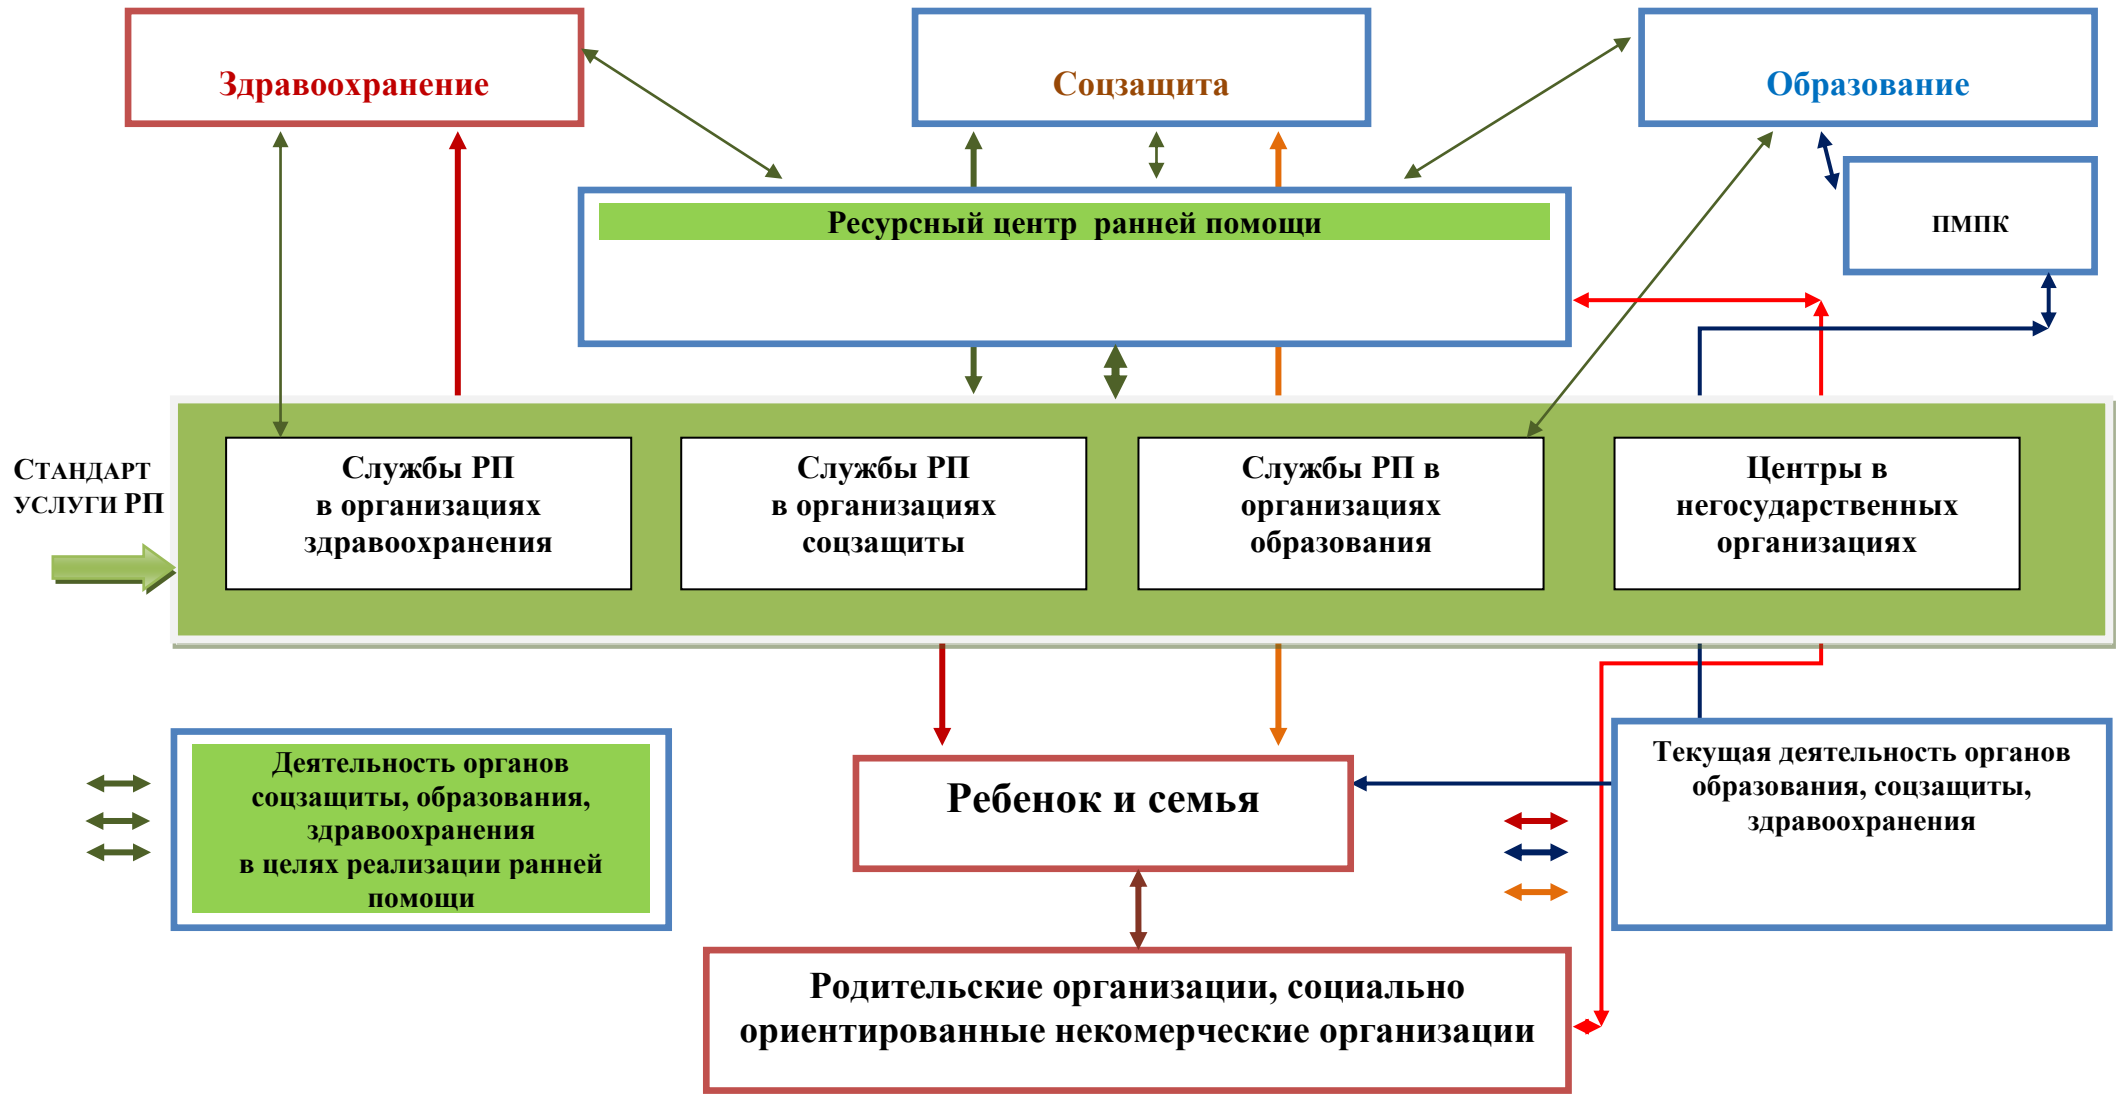 Здравоохранение
Соцзащита
Образование
ПМПК
Ресурсный центр  ранней помощи
СТАНДАРТ
УСЛУГИ РП
Службы РП
в организациях
здравоохранения
Службы РП
в организациях
соцзащиты
Службы РП в
организациях
образования
Центры в
негосударственных
организациях
Деятельность органов
соцзащиты, образования,
здравоохранения
в целях реализации ранней
помощи
Ребенок и семья
Текущая деятельность органов
образования, соцзащиты,
здравоохранения
Родительские организации, социально
ориентированные некомерческие организации